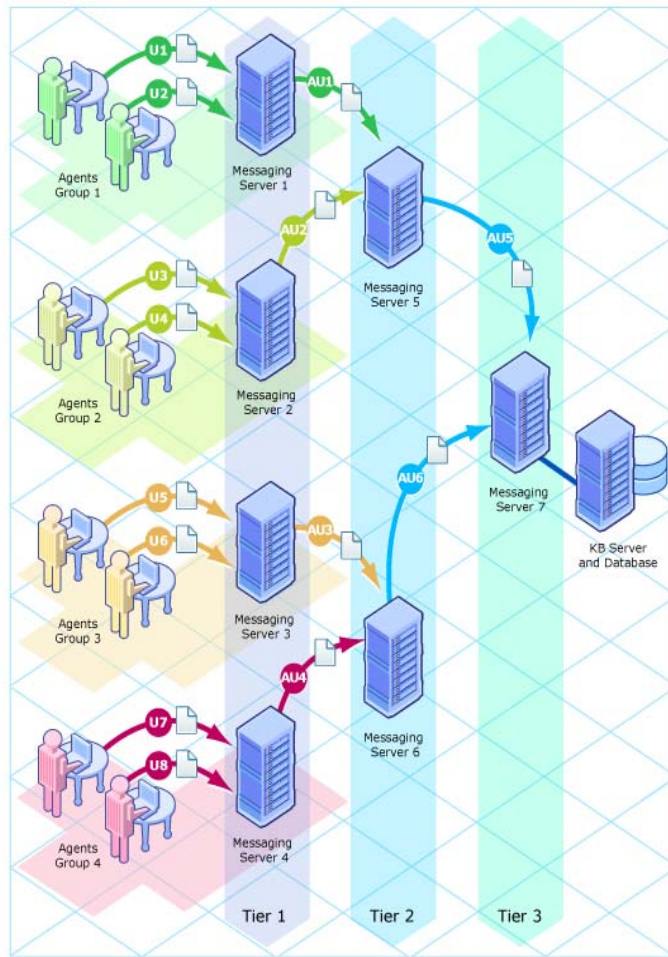 U1
U2
AU1
Agents
Group 1
Messaging
Server 1
AU2
AU5
Messaging
Server 5
U3
U4
Agents
Group 2
Messaging
Server 2
AU6
Messaging
Server 7
KB Server
and Database
U5
U6
AU3
Agents
Group 3
Messaging
Server 3
AU4
Messaging
Server 6
U7
U8
Agents
Group 4
Messaging
Server 4
Tier 1
Tier 2
Tier 3